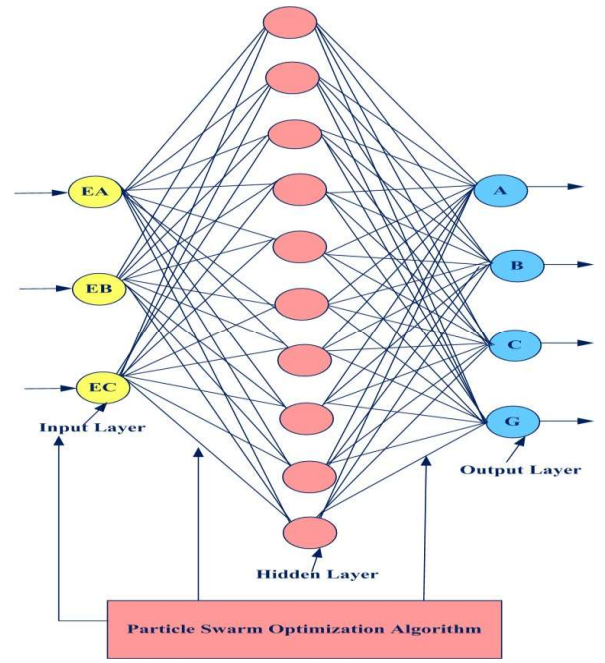 EA
A
EB
B
C
EC
Input Layer
G
Output Layer
Hidden Layer
Particle Swarm Optimization Algorithm